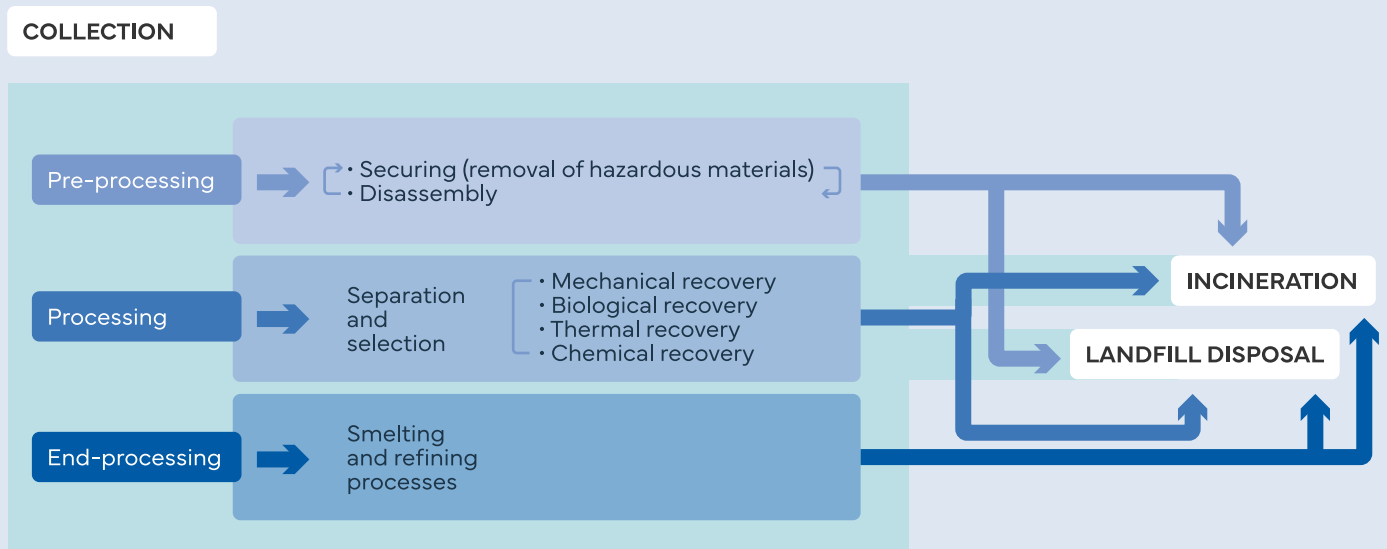 COLLECTION
Pre-processing
· Securing (removal of hazardous materials)
· Disassembly
Processing
Separation
and
selection
· Mechanical recovery
· Biological recovery
· Thermal recovery
· Chemical recovery
INCINERATION
LANDFILL DISPOSAL
End-processing
Smelting
and refining
processes